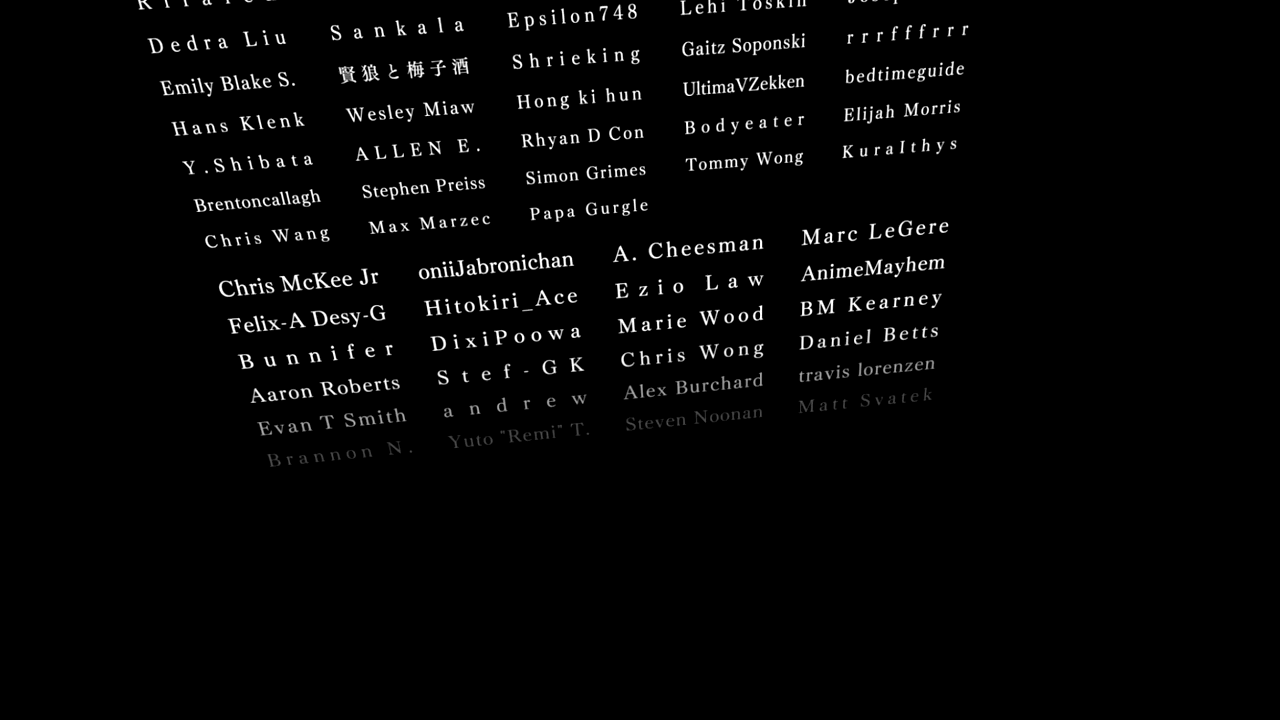 Dedra Liu Sankala Epsilon748 Lehi Toskin
Emily Blake S. 賢狼と梅子酒 Shrieking Gaitz Soponski rrrfffrrr
Hans Klenk Wesley Miaw Hong ki hun UltimaVZekken bedtimeguide
Y.Shibata ALLEN E. Rhyan D Con Bodyeater Elijah Morris
Brentoncallagh Stephen Preiss Simon Grimes Tommy Wong KuraIthys
Chris Wang Max Marzec Papa Gurgle
Chris McKee Jr oniiJabronichan A. Cheesman Marc LeGere
Felix-A Desy-G Hitokiri_Ace Ezio Law AnimeMayhem
Bunnifer DixiPoowa Marie Wood BM Kearney
Aaron Roberts Stef-GK Chris Wong Daniel Betts
Evan T Smith andrew Alex Burchard travis lorenzen
Brannon N. Yuto "Remi" T. Steven Noonan Matt Svatek